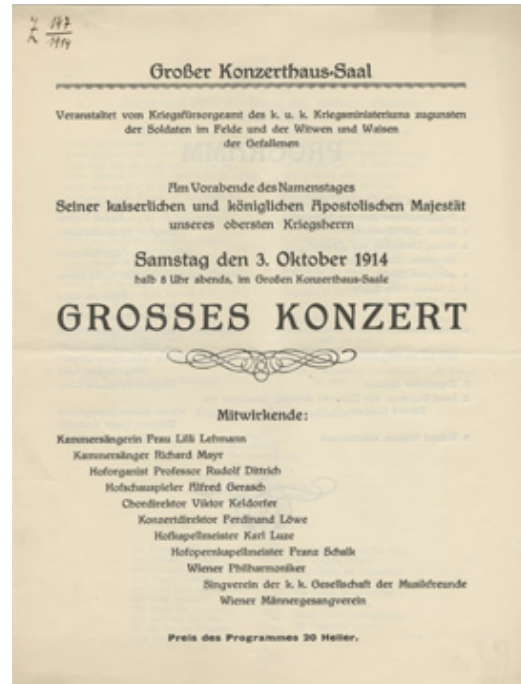 Z 147
1914
Großer Konzerthaus-Saal
Veranstaltet vom Kriegsfürsorgeamt des k. u. k. Kriegsministeriums zugunsten
der Soldaten im Felde und der Witwen und Waisen
der Gefallenen
Am Vorabende des Namenstages
Seiner kaiserlichen und königlichen Apostolischen Majestät
unseres obersten Kriegsherrn
Samstag den 3. Oktober 1914
halb 8 Uhr abends, im Großen Konzerthaus-Saale
GROSSES KONZERT
Mitwirkende:
Kammersängerin Frau Lilli Lehmann
Kammersänger Richard Mayr
Hoforganist Professor Rudolf Dittrich
Hofschauspieler Alfred Gerasch
Chordirektor Viktor Keldorfer
Konzertdirektor Ferdinand Löwe
Hofkapellmeister Karl Luze
Hofopernkapellmeister Franz Schalk
Wiener Philharmoniker
Singverein der k. k. Gesellschaft der Musikfreunde
Wiener Männergesangverein
Preis des Programmes 20 Heller.